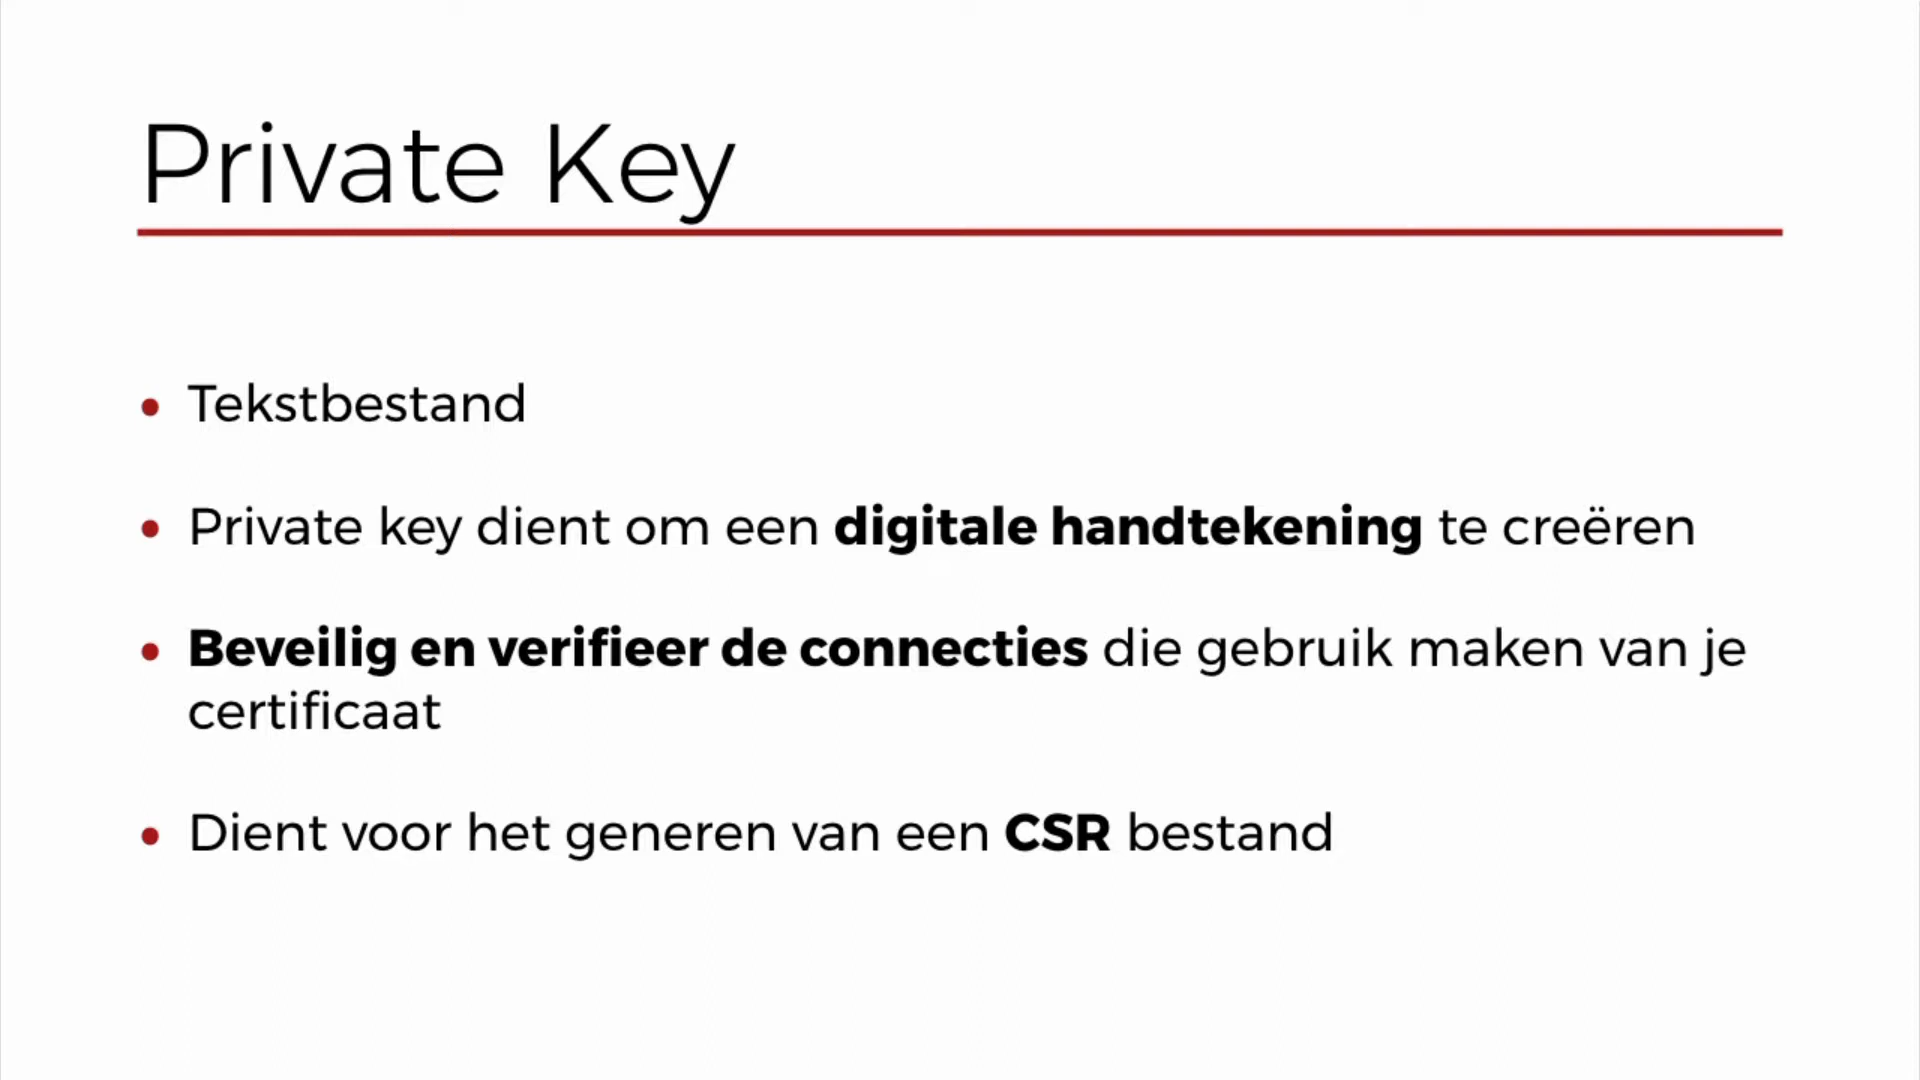 Private Key
• Tekstbestand
• Private key dient om een digitale handtekening te creëren
• Beveilig en verifieer de connecties die gebruik maken van je
certificaat
• Dient voor het generen van een CSR bestand